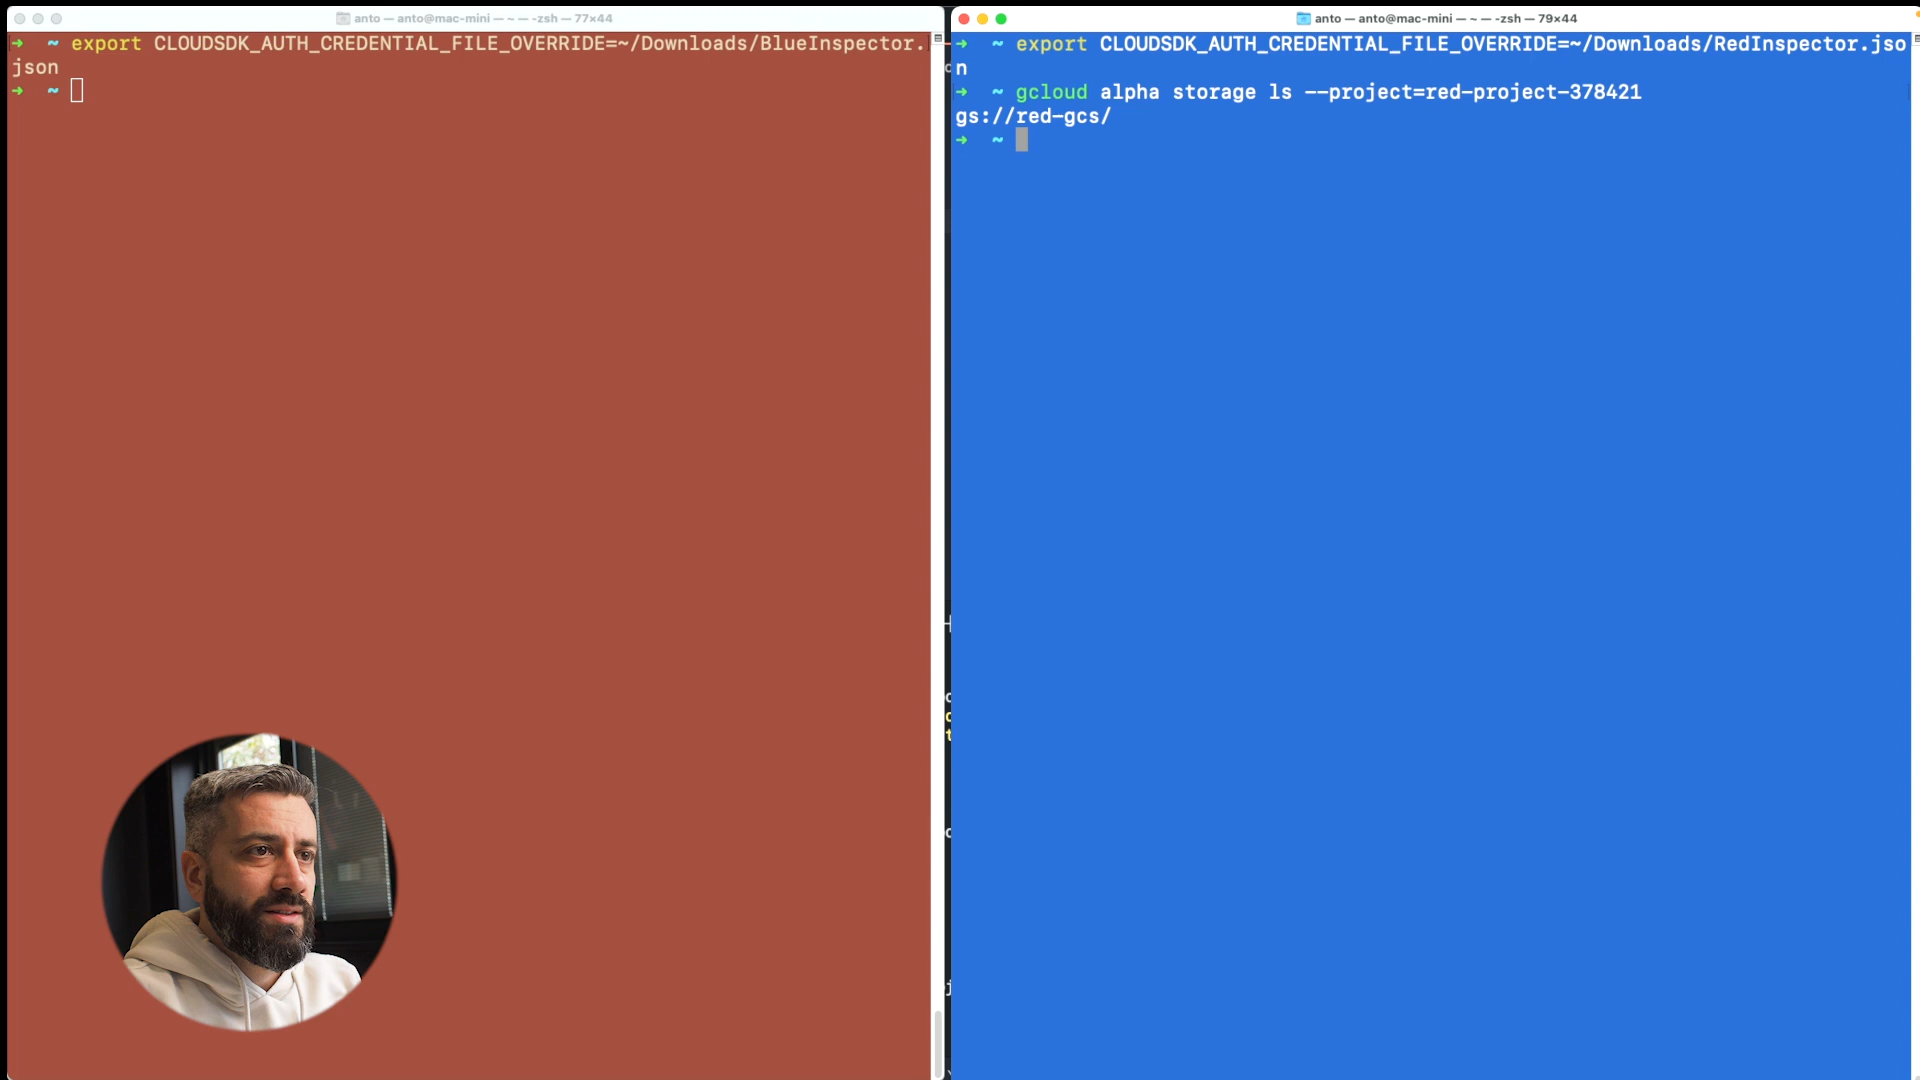 anto — anto@mac-mini — ~ — -zsh — 77×44
➜ ~ export CLOUDSDK_AUTH_CREDENTIAL_FILE_OVERRIDE=~/Downloads/BlueInspector.
json
➜ ~
anto — anto@mac-mini — ~ — -zsh — 79×44
➜ ~ export CLOUDSDK_AUTH_CREDENTIAL_FILE_OVERRIDE=~/Downloads/RedInspector.jso
n
➜ ~ gcloud alpha storage ls --project=red-project-378421
gs://red-gcs/
➜ ~